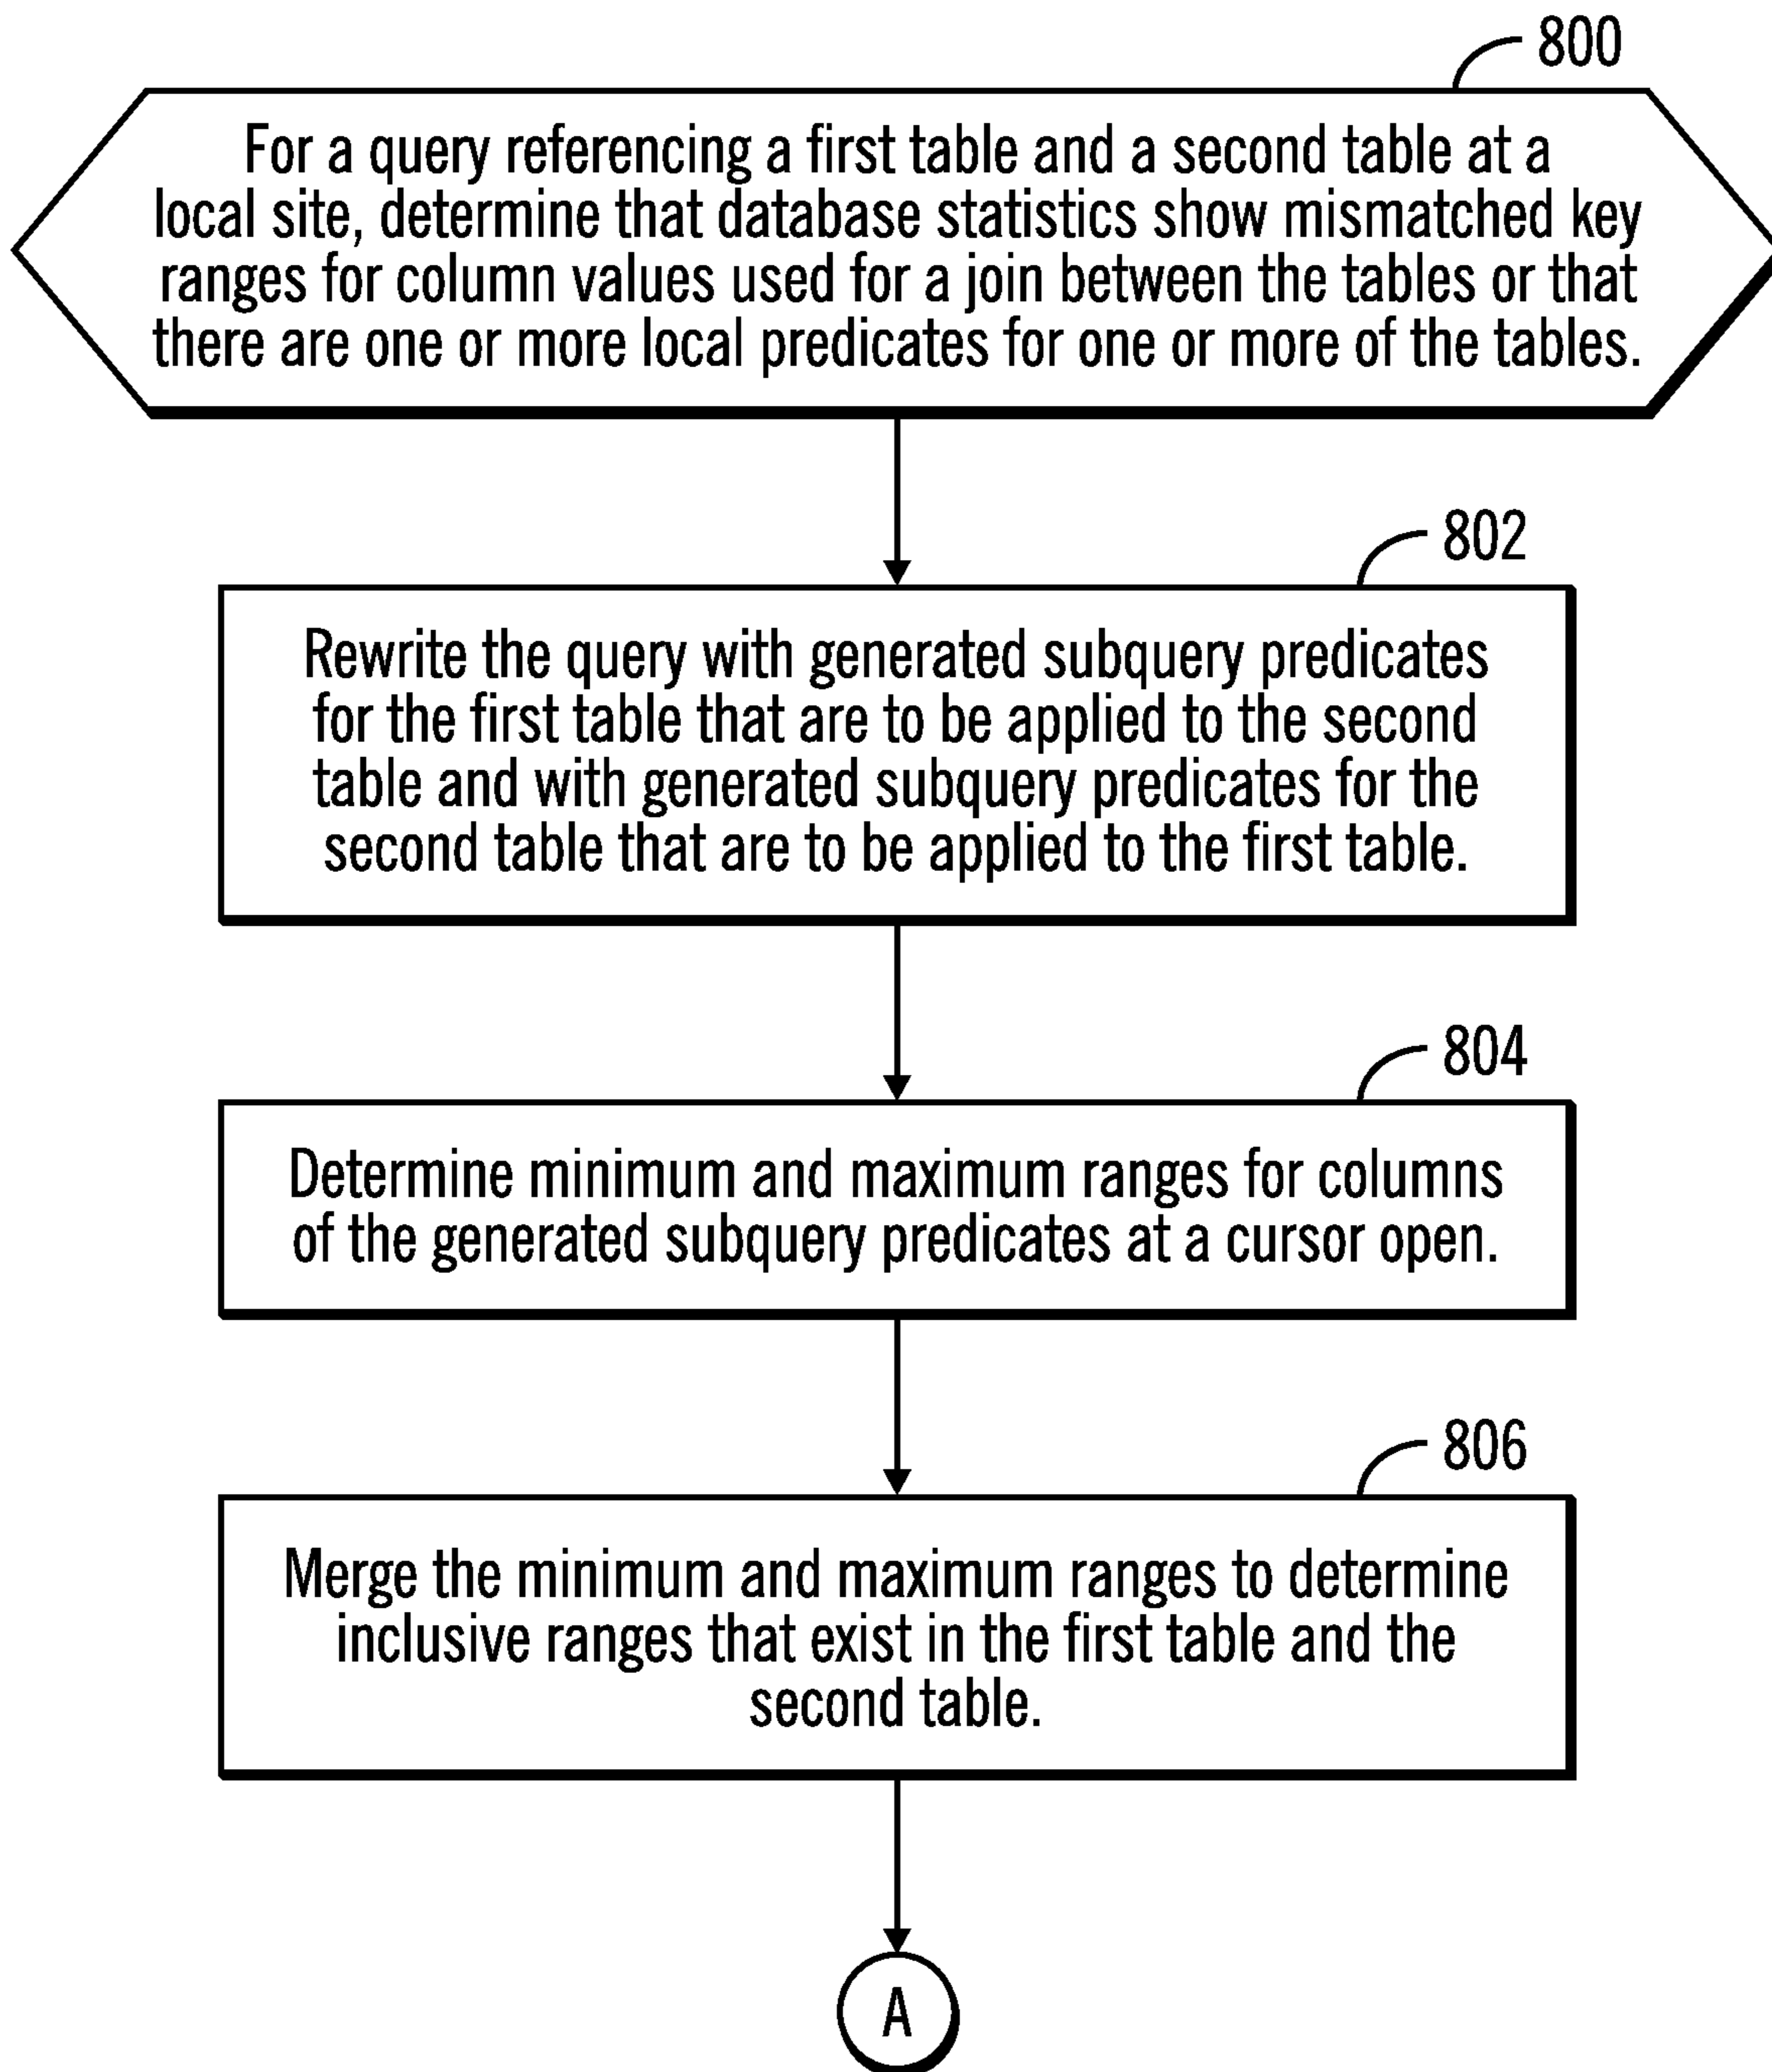 800
For a query referencing a first table and a second table at a
local site, determine that database statistics show mismatched key
ranges for column values used for a join between the tables or that
there are one or more local predicates for one or more of the tables.
802
Rewrite the query with generated subquery predicates
for the first table that are to be applied to the second
table and with generated subquery predicates for the
second table that are to be applied to the first table.
804
Determine minimum and maximum ranges for columns
of the generated subquery predicates at a cursor open.
806
Merge the minimum and maximum ranges to determine
inclusive ranges that exist in the first table and the
second table.
A